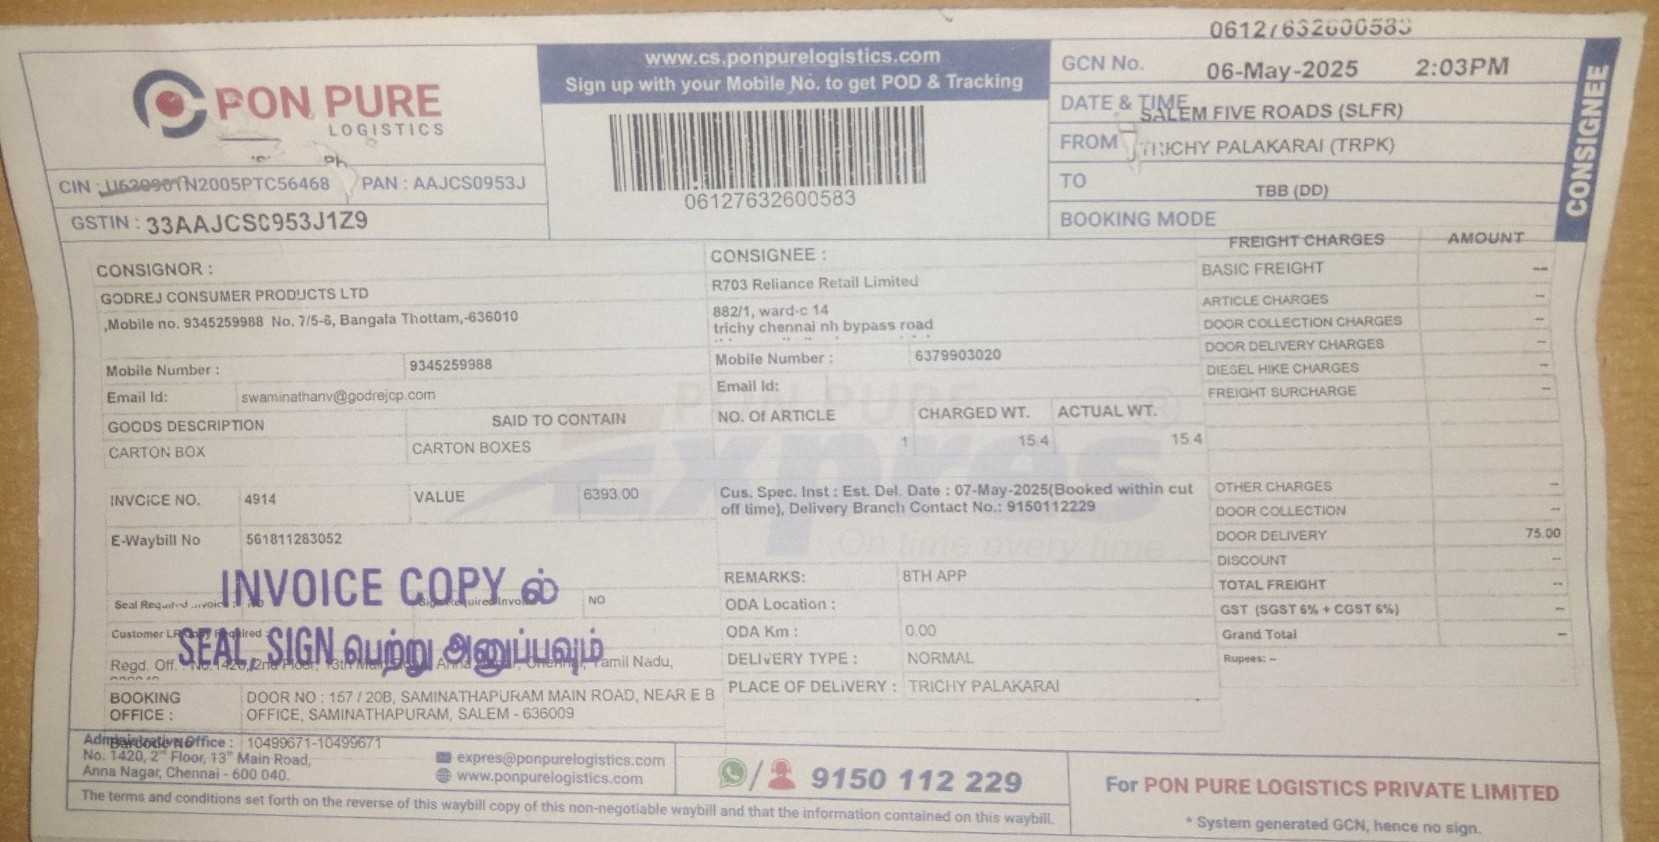 06127632600583
www.cs.ponpurelogistics.com
Sign up with your Mobile No. to get POD & Tracking
GCN No.
06-May-2025 2:03PM
PON PURE
LOGISTICS
DATE & TIME
SALEM FIVE ROADS (SLFR)
FROM
TRICHY PALAKARAI (TRPK)
CONSIGNEE
CIN : PAN : AAJCS0953J
06127632600583
TO
TBB (DD)
GSTIN : 33AAJCS0953J1Z9
BOOKING MODE
FREIGHT CHARGES AMOUNT
CONSIGNOR :
GODREJ CONSUMER PRODUCTS LTD
,Mobile no. 9345259988 No. 7/5-6, Bangala Thottam,-636010
Mobile Number : 9345259988
Email Id: swaminathanv@godrejcp.com
GOODS DESCRIPTION SAID TO CONTAIN
CARTON BOX CARTON BOXES
INVOICE NO. 4914 VALUE 6393.00
E-Waybill No 561811283052
INVOICE COPY ல்
Seal Required NO
SEAL, SIGN பெற்று அனுப்பவும்
Customer
Regd. Off. : Tamil Nadu,
BOOKING OFFICE :
DOOR NO : 157 / 20B, SAMINATHAPURAM MAIN ROAD, NEAR E B
OFFICE, SAMINATHAPURAM, SALEM - 636009
CONSIGNEE :
R703 Reliance Retail Limited
882/1, ward-c 14
trichy chennai nh bypass road
Mobile Number : 6379903020
Email Id:
PON PURE
Expres
On time every time
NO. Of ARTICLE CHARGED WT. ACTUAL WT.
1 15.4 15.4
Cus. Spec. Inst : Est. Del. Date : 07-May-2025(Booked within cut
off time), Delivery Branch Contact No.: 9150112229
REMARKS: 8TH APP
ODA Location :
ODA Km : 0.00
DELIVERY TYPE : NORMAL
PLACE OF DELIVERY : TRICHY PALAKARAI
BASIC FREIGHT --
ARTICLE CHARGES --
DOOR COLLECTION CHARGES --
DOOR DELIVERY CHARGES --
DIESEL HIKE CHARGES --
FREIGHT SURCHARGE --
OTHER CHARGES --
DOOR COLLECTION --
DOOR DELIVERY 75.00
DISCOUNT --
TOTAL FREIGHT --
GST (SGST 6% + CGST 6%) --
Grand Total --
Rupees: --
Administrative Office :
Barcode No 10499671-10499671
No. 1420, 2nd Floor, 13th Main Road,
Anna Nagar, Chennai - 600 040.
expres@ponpurelogistics.com
www.ponpurelogistics.com
9150 112 229
For PON PURE LOGISTICS PRIVATE LIMITED
* System generated GCN, hence no sign.
The terms and conditions set forth on the reverse of this waybill copy of this non-negotiable waybill and that the information contained on this waybill.